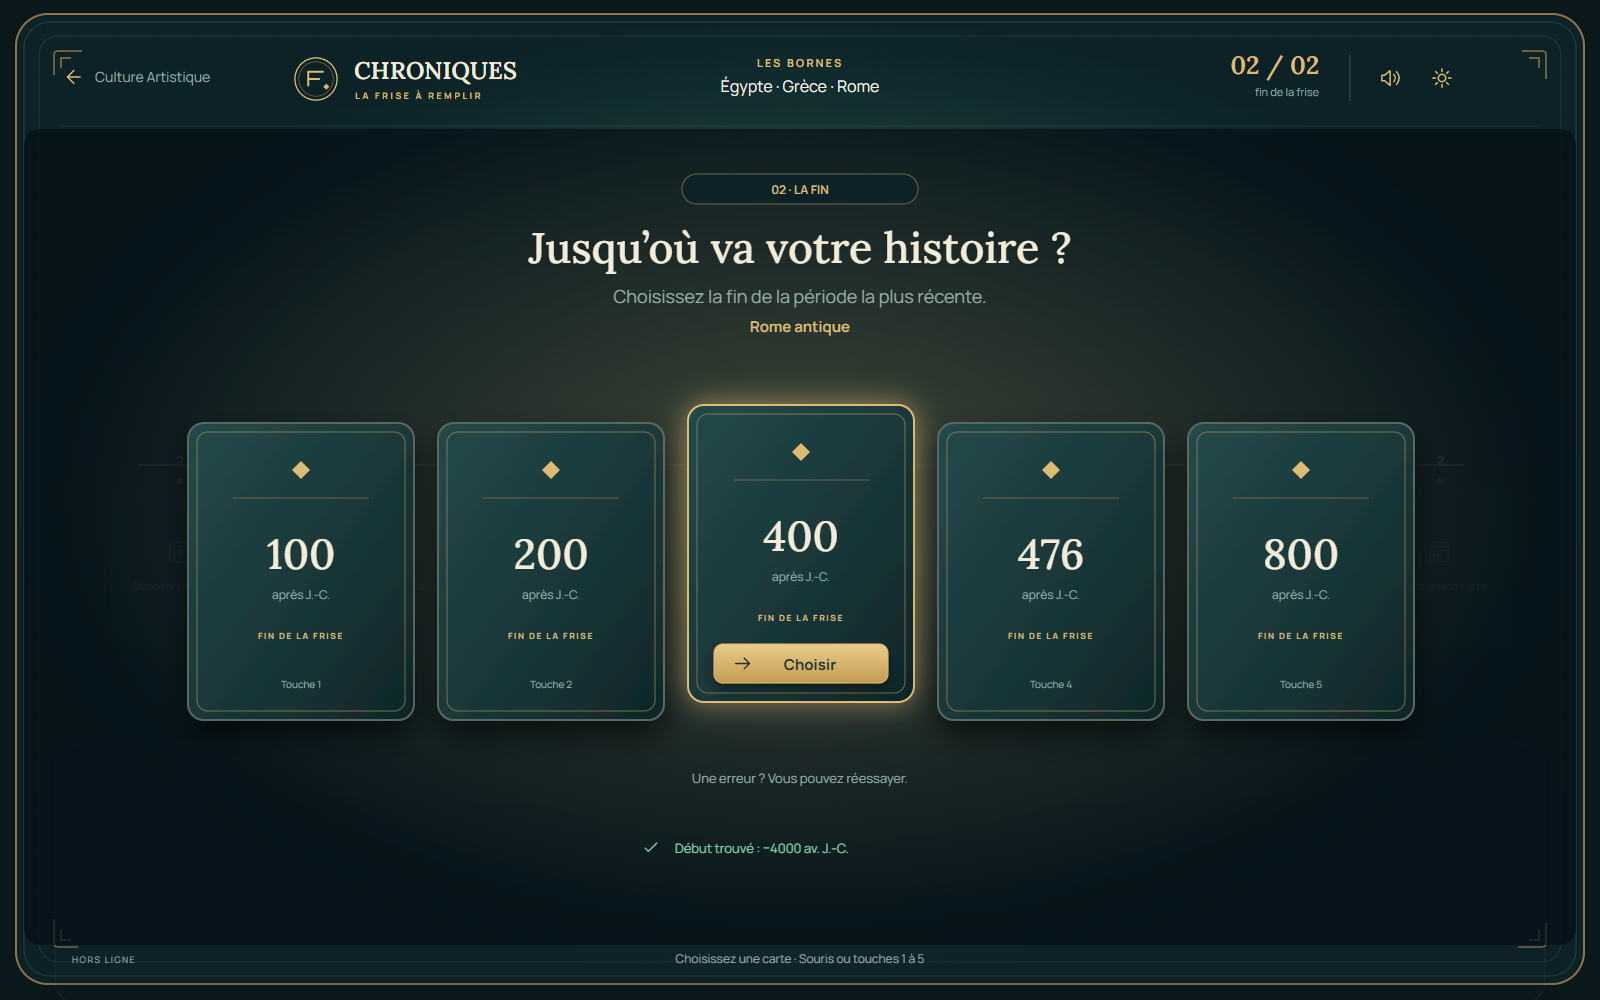 Culture Artistique
CHRONIQUES
LA FRISE À REMPLIR
LES BORNES
Égypte · Grèce · Rome
02 / 02
fin de la frise
02 · LA FIN
Jusqu’où va votre histoire ?
Choisissez la fin de la période la plus récente.
Rome antique
100
après J.-C.
FIN DE LA FRISE
Touche 1
200
après J.-C.
FIN DE LA FRISE
Touche 2
400
après J.-C.
FIN DE LA FRISE
Choisir
476
après J.-C.
FIN DE LA FRISE
Touche 4
800
après J.-C.
FIN DE LA FRISE
Touche 5
Une erreur ? Vous pouvez réessayer.
Début trouvé : −4000 av. J.-C.
HORS LIGNE
Choisissez une carte · Souris ou touches 1 à 5